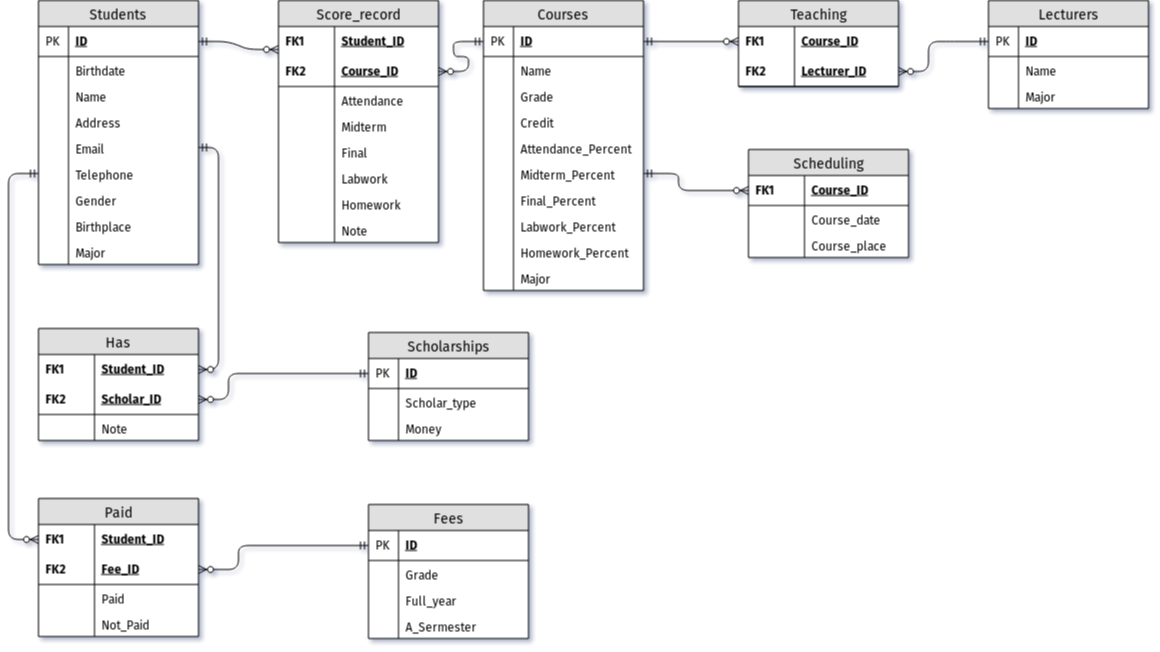 Students
PK ID
Birthdate
Name
Address
Email
Telephone
Gender
Birthplace
Major
Score_record
FK1 Student_ID
FK2 Course_ID
Attendance
Midterm
Final
Labwork
Homework
Note
Courses
PK ID
Name
Grade
Credit
Attendance_Percent
Midterm_Percent
Final_Percent
Labwork_Percent
Homework_Percent
Major
Teaching
FK1 Course_ID
FK2 Lecturer_ID
Lecturers
PK ID
Name
Major
Scheduling
FK1 Course_ID
Course_date
Course_place
Has
FK1 Student_ID
FK2 Scholar_ID
Note
Scholarships
PK ID
Scholar_type
Money
Paid
FK1 Student_ID
FK2 Fee_ID
Paid
Not_Paid
Fees
PK ID
Grade
Full_year
A_Sermester